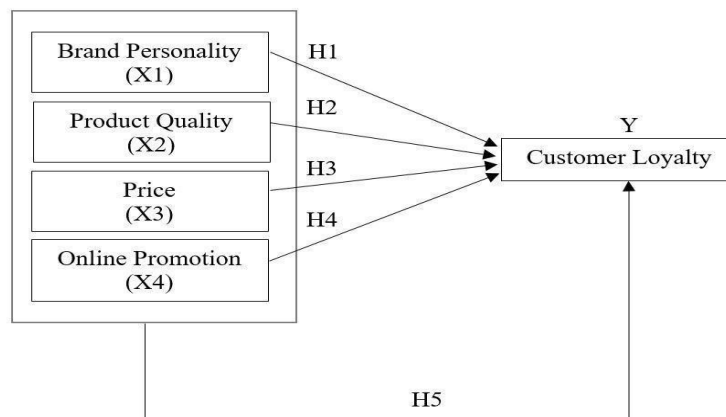 Brand Personality
(X1)
Product Quality
(X2)
Price
(X3)
Online Promotion
(X4)
H1
H2
H3
H4
Y
Customer Loyalty
H5